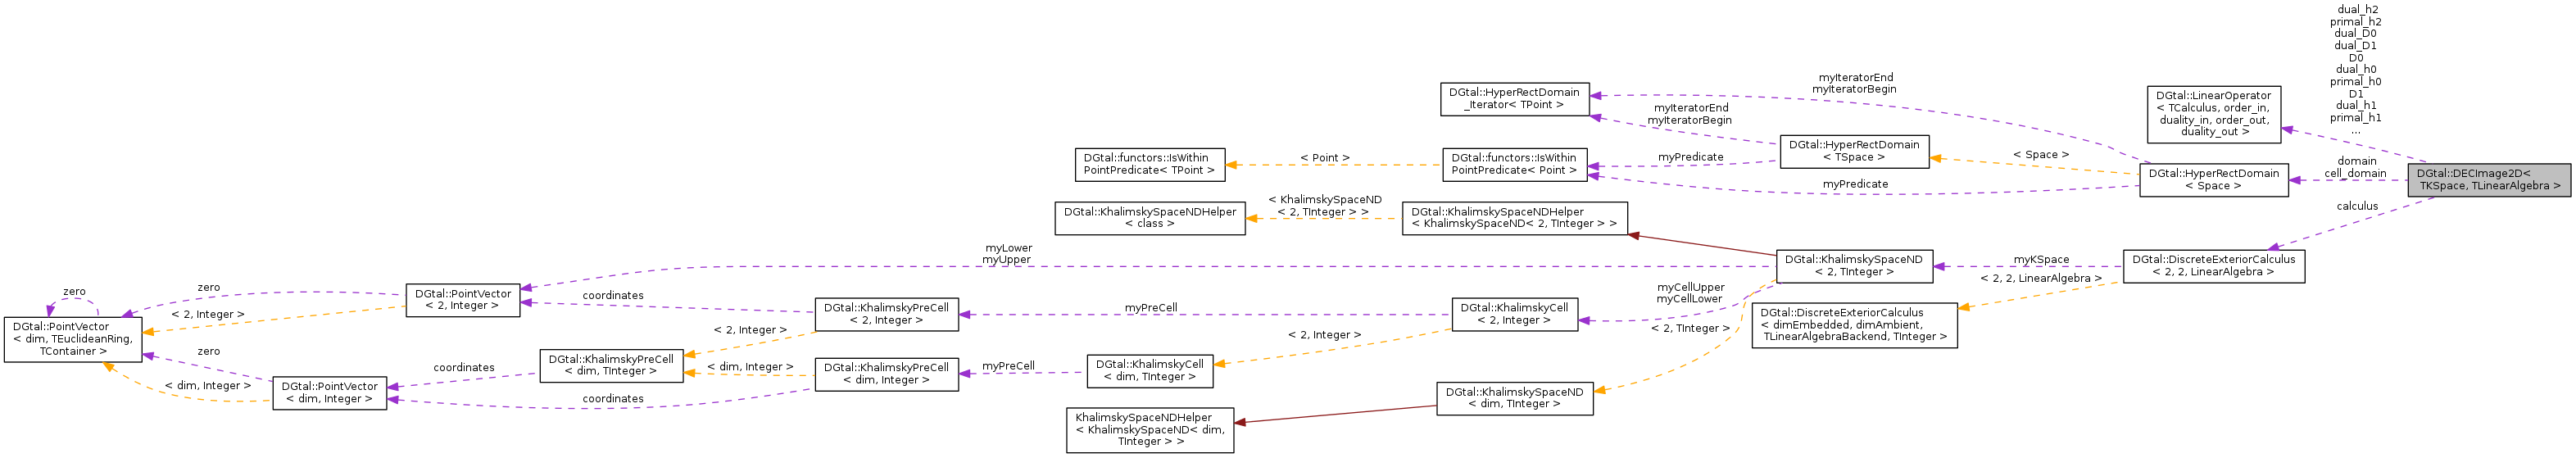 dual_h2
primal_h2
dual_D0
dual_D1
D0
dual_h0
primal_h0
D1
dual_h1
primal_h1
...
DGtal::DECImage2D<
TKSpace, TLinearAlgebra >
domain
cell_domain
calculus
DGtal::LinearOperator
< TCalculus, order_in,
duality_in, order_out,
duality_out >
DGtal::HyperRectDomain
< Space >
< Space >
DGtal::HyperRectDomain
< TSpace >
myIteratorEnd
myIteratorBegin
myIteratorEnd
myIteratorBegin
DGtal::HyperRectDomain
_Iterator< TPoint >
myPredicate
myPredicate
DGtal::functors::IsWithin
PointPredicate< Point >
< Point >
DGtal::functors::IsWithin
PointPredicate< TPoint >
DGtal::DiscreteExteriorCalculus
< 2, 2, LinearAlgebra >
myKSpace
< 2, 2, LinearAlgebra >
DGtal::DiscreteExteriorCalculus
< dimEmbedded, dimAmbient,
TLinearAlgebraBackend, TInteger >
DGtal::KhalimskySpaceND
< 2, TInteger >
DGtal::KhalimskySpaceNDHelper
< KhalimskySpaceND< 2, TInteger > >
< KhalimskySpaceND
< 2, TInteger > >
DGtal::KhalimskySpaceNDHelper
< class >
myLower
myUpper
myCellUpper
myCellLower
< 2, TInteger >
DGtal::KhalimskyCell
< 2, Integer >
myPreCell
< 2, Integer >
DGtal::KhalimskyCell
< dim, TInteger >
myPreCell
DGtal::KhalimskySpaceND
< dim, TInteger >
KhalimskySpaceNDHelper
< KhalimskySpaceND< dim,
TInteger > >
DGtal::KhalimskyPreCell
< 2, Integer >
coordinates
< 2, Integer >
DGtal::KhalimskyPreCell
< dim, Integer >
< dim, Integer >
coordinates
DGtal::KhalimskyPreCell
< dim, TInteger >
coordinates
DGtal::PointVector
< 2, Integer >
zero
< 2, Integer >
DGtal::PointVector
< dim, Integer >
zero
< dim, Integer >
zero
DGtal::PointVector
< dim, TEuclideanRing,
TContainer >